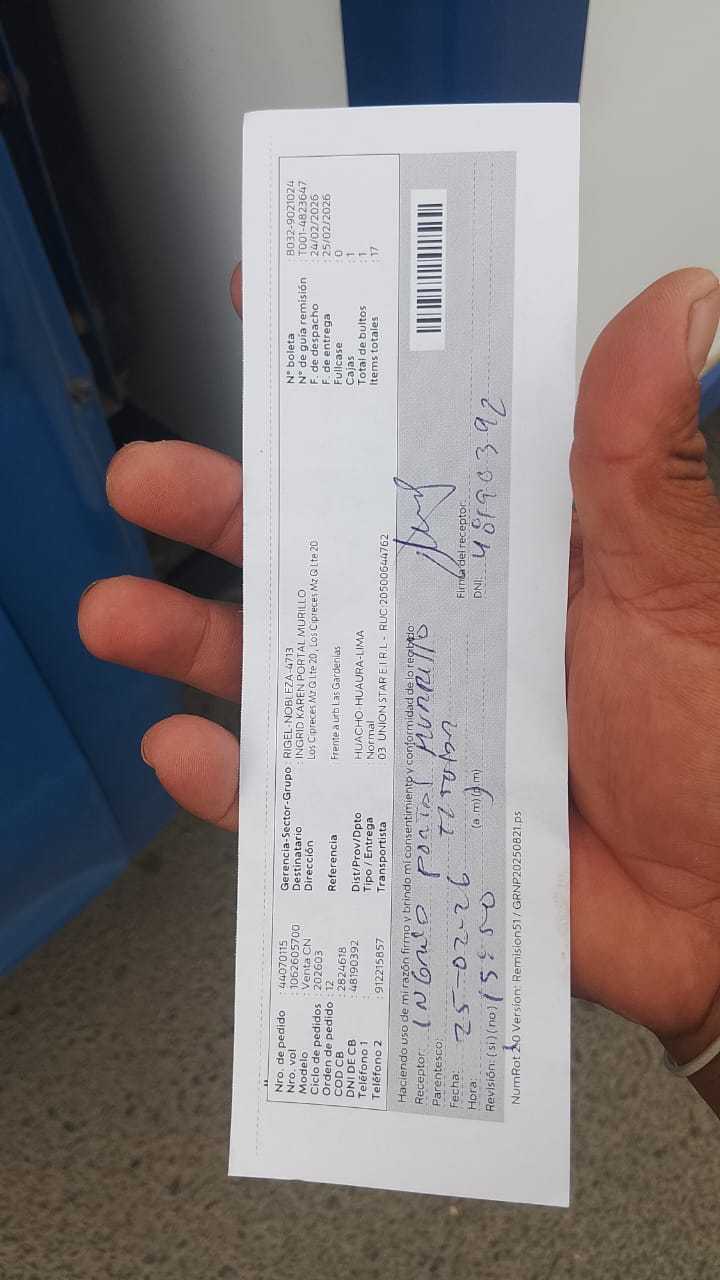 Nro. de pedido : 44070115
Nro. vol : 1062605700
Modelo : Venta CN
Ciclo de pedidos : 202603
Orden de pedido : 12
COD CB : 2824618
DNI DE CB : 48190392
Teléfono 1 :
Teléfono 2 : 912215857
Gerencia-Sector-Grupo : RIGEL-NOBLEZA-4713
Destinatario : INGRID KAREN PORTAL MURILLO
Dirección : Los Cipreces Mz Q Lte 20, Los Cipreces Mz Q Lte 20
Referencia : Frente a urb Las Gardenias
Dist/Prov/Dpto : HUACHO-HUAURA-LIMA
Tipo / Entrega : Normal
Transportista : 03 UNION STAR E.I.R.L - RUC:20500644762
N° boleta : B032-9021024
N° de guía remisión : T001-4823647
F. de despacho : 24/02/2026
F. de entrega : 25/02/2026
Fullcase : 0
Cajas : 1
Total de bultos : 1
Items totales : 17
Haciendo uso de mi razón firmo y brindo mi consentimiento y conformidad de lo recibido:
Receptor: INGRID PORTAL MURRILLO
Parentesco: Titular
Fecha: 25-02-26
Hora: 15:50 (a.m)(p.m)
Revisión: (si)(no)
Firma del receptor:
DNI: 48190392
NumRot 2.0 Version: Remision51 / GRNP20250821.ps